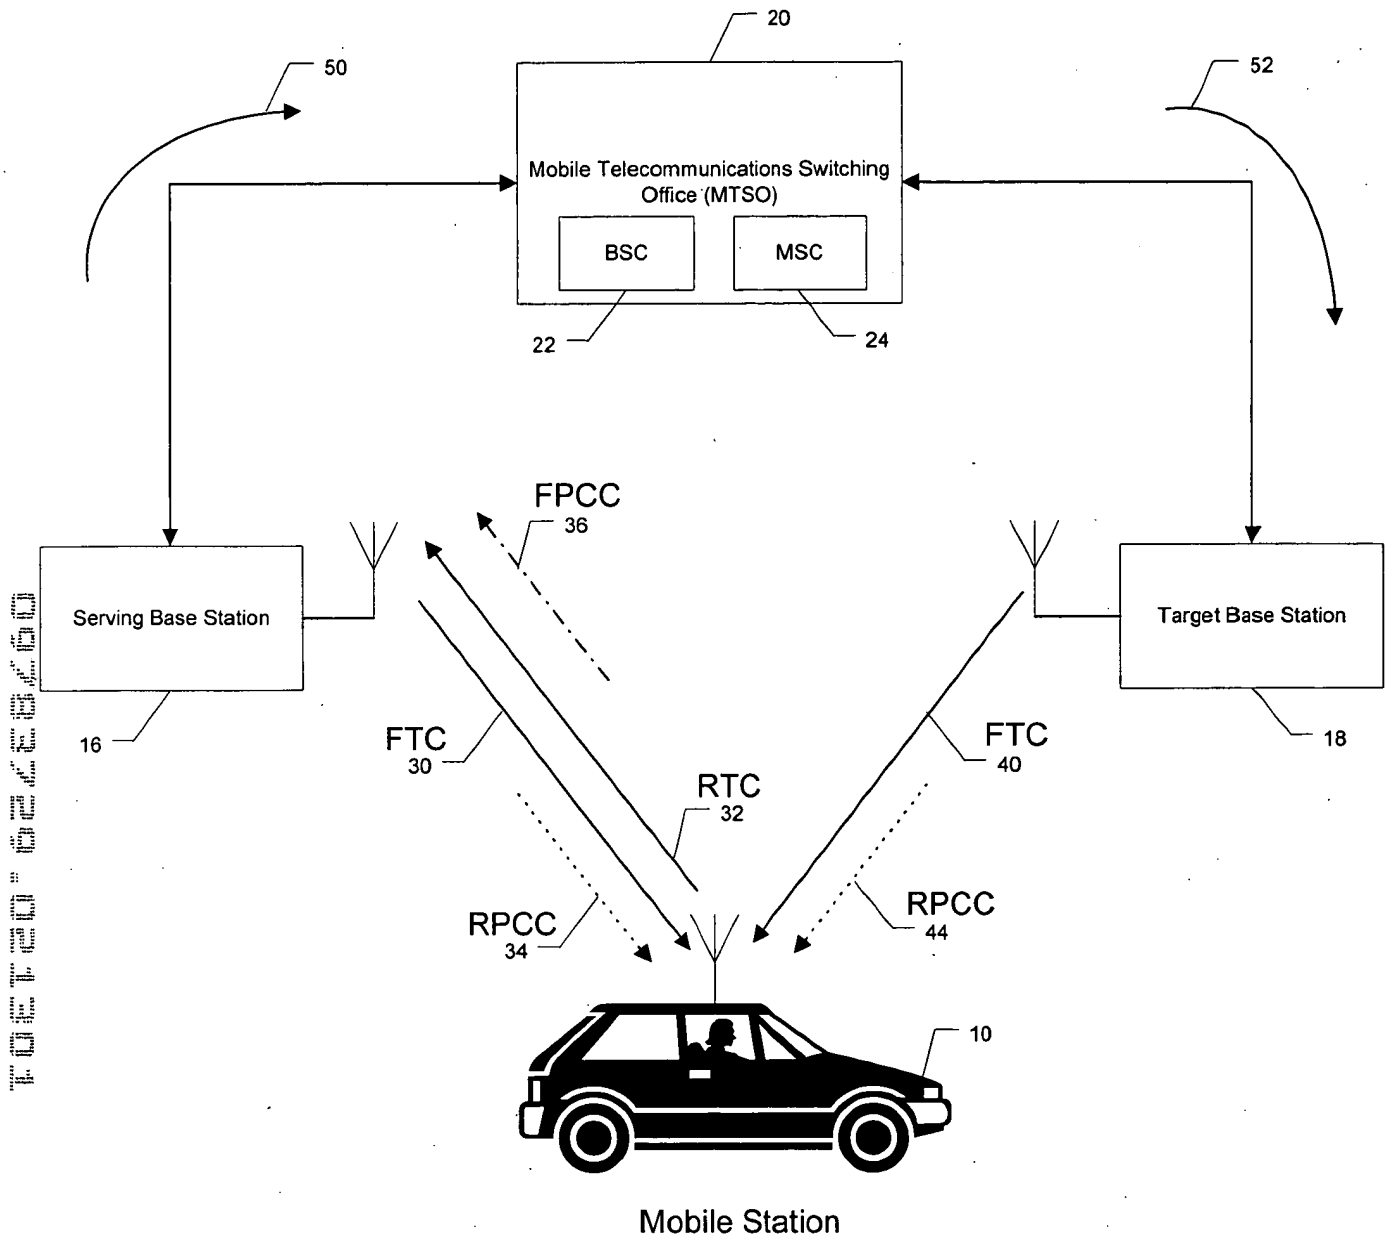 20
50
52
Mobile Telecommunications Switching
Office (MTSO)
BSC
MSC
22
24
FPCC
36
Serving Base Station
Target Base Station
16
18
FTC
30
FTC
40
RTC
32
RPCC
34
RPCC
44
10
Mobile Station